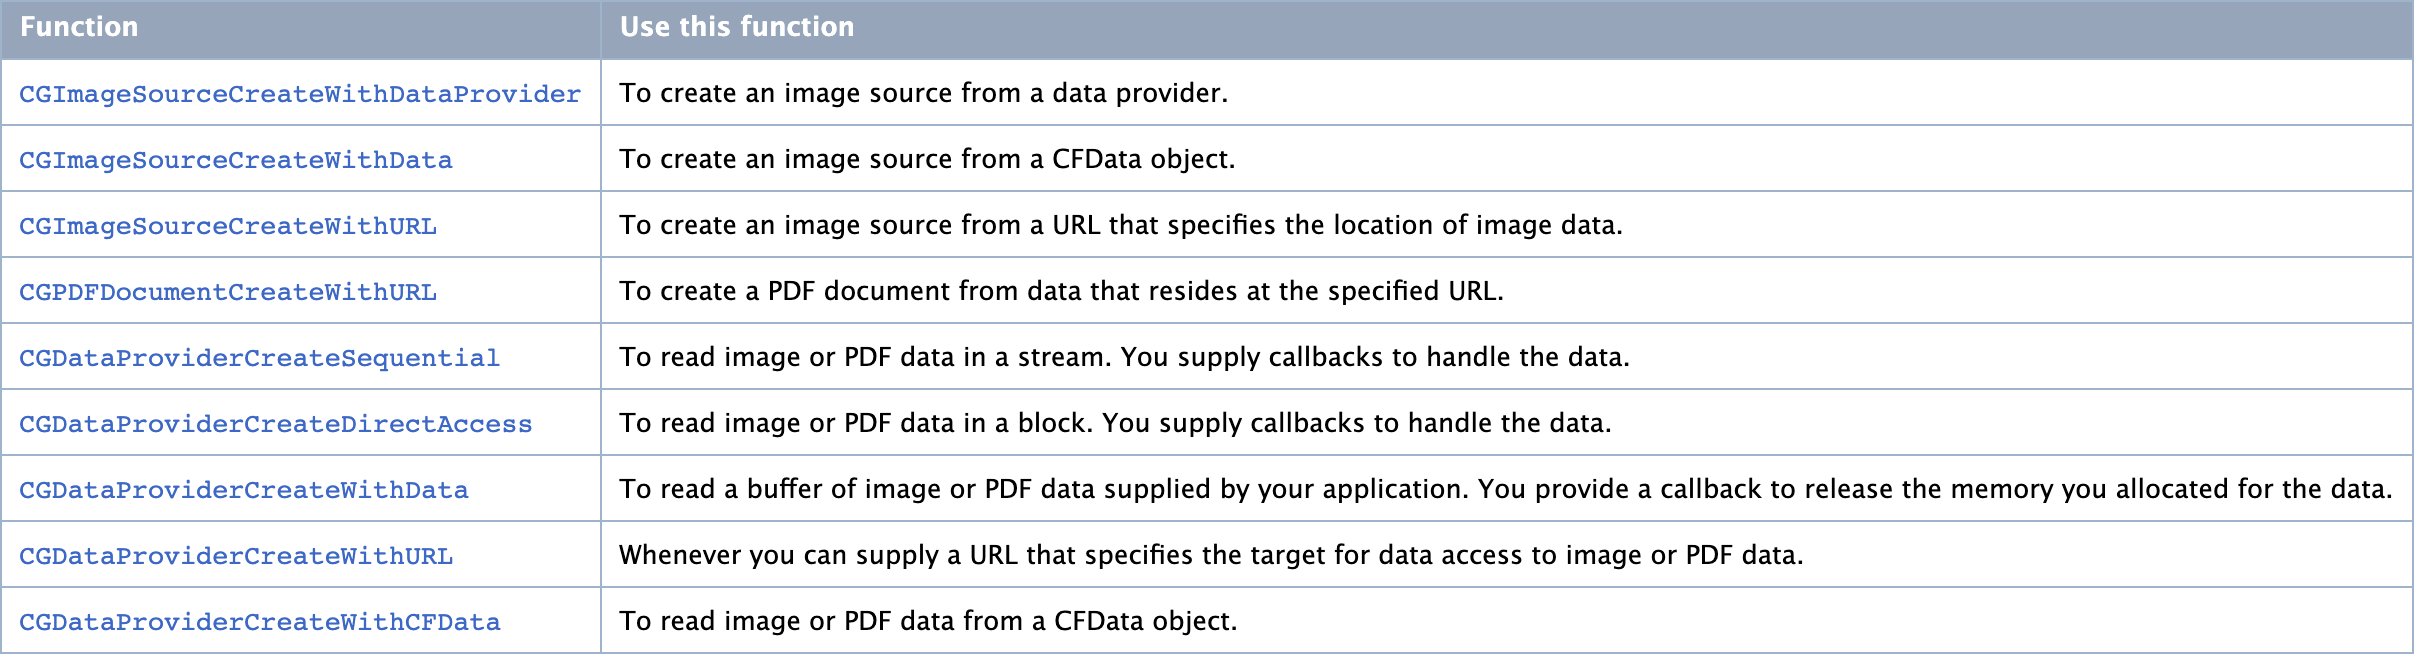 Function Use this function
CGImageSourceCreateWithDataProvider To create an image source from a data provider.
CGImageSourceCreateWithData To create an image source from a CFData object.
CGImageSourceCreateWithURL To create an image source from a URL that specifies the location of image data.
CGPDFDocumentCreateWithURL To create a PDF document from data that resides at the specified URL.
CGDataProviderCreateSequential To read image or PDF data in a stream. You supply callbacks to handle the data.
CGDataProviderCreateDirectAccess To read image or PDF data in a block. You supply callbacks to handle the data.
CGDataProviderCreateWithData To read a buffer of image or PDF data supplied by your application. You provide a callback to release the memory you allocated for the data.
CGDataProviderCreateWithURL Whenever you can supply a URL that specifies the target for data access to image or PDF data.
CGDataProviderCreateWithCFData To read image or PDF data from a CFData object.